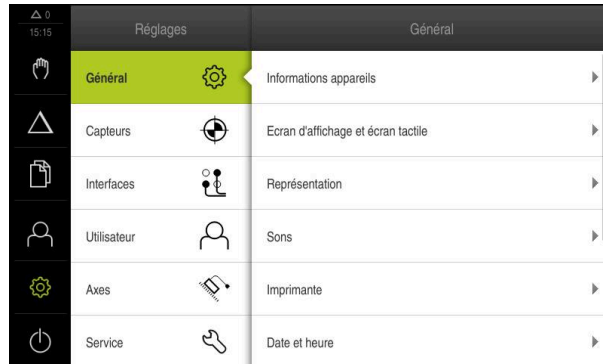 0
15:15
Réglages
Général
Général
Capteurs
Interfaces
Utilisateur
Axes
Service
Informations appareils
Ecran d'affichage et écran tactile
Représentation
Sons
Imprimante
Date et heure